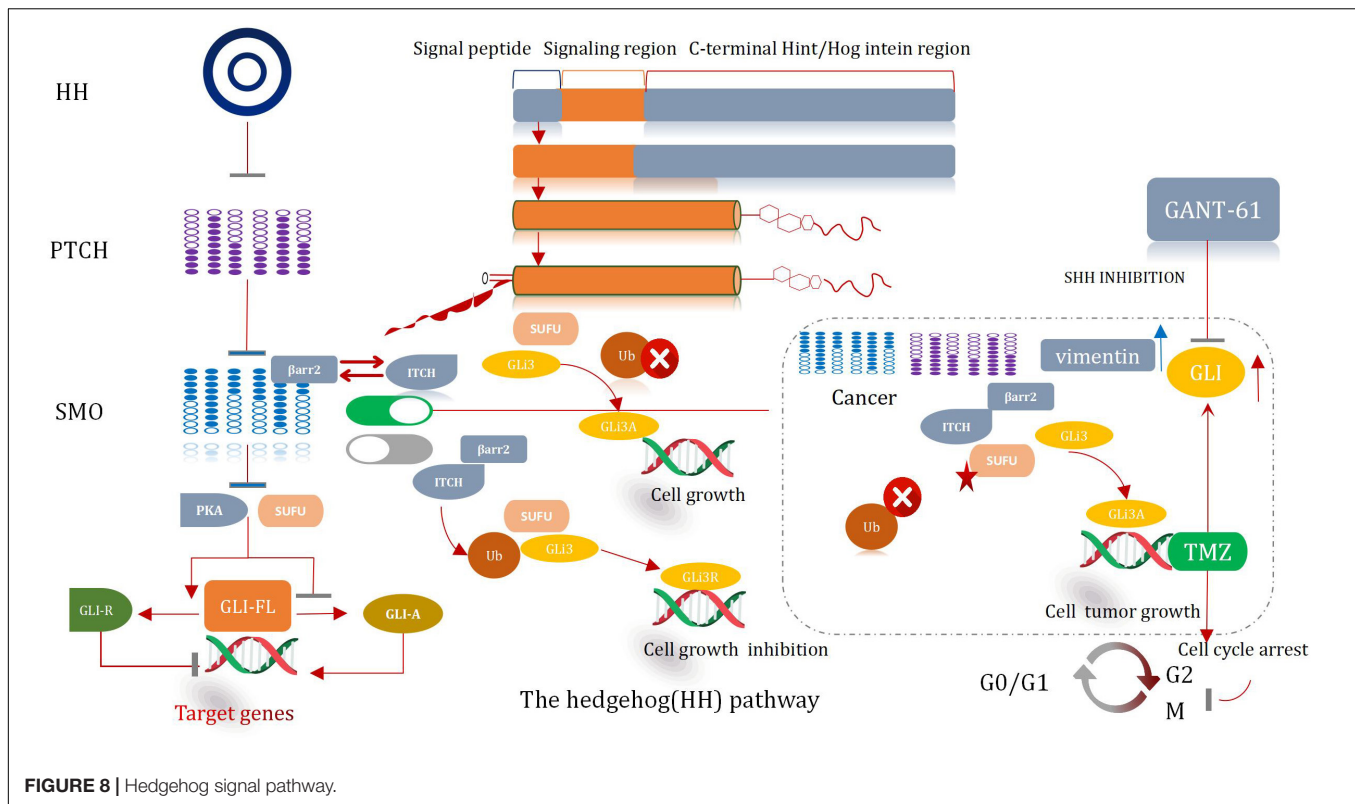 Signal peptide Signaling region C-terminal Hint/Hog intein region
HH
PTCH
SMO
βarr2
ITCH
PKA
SUFU
GLI-R
GLI-FL
GLI-A
Target genes
SUFU
GLi3
Ub
GLi3A
Cell growth
βarr2
ITCH
SUFU
Ub
GLi3
GLi3R
Cell growth inhibition
The hedgehog(HH) pathway
GANT-61
SHH INHIBITION
vimentin
GLI
Cancer
βarr2
ITCH
GLi3
SUFU
Ub
GLi3A
TMZ
Cell tumor growth
Cell cycle arrest
G0/G1
G2
M
FIGURE 8 | Hedgehog signal pathway.